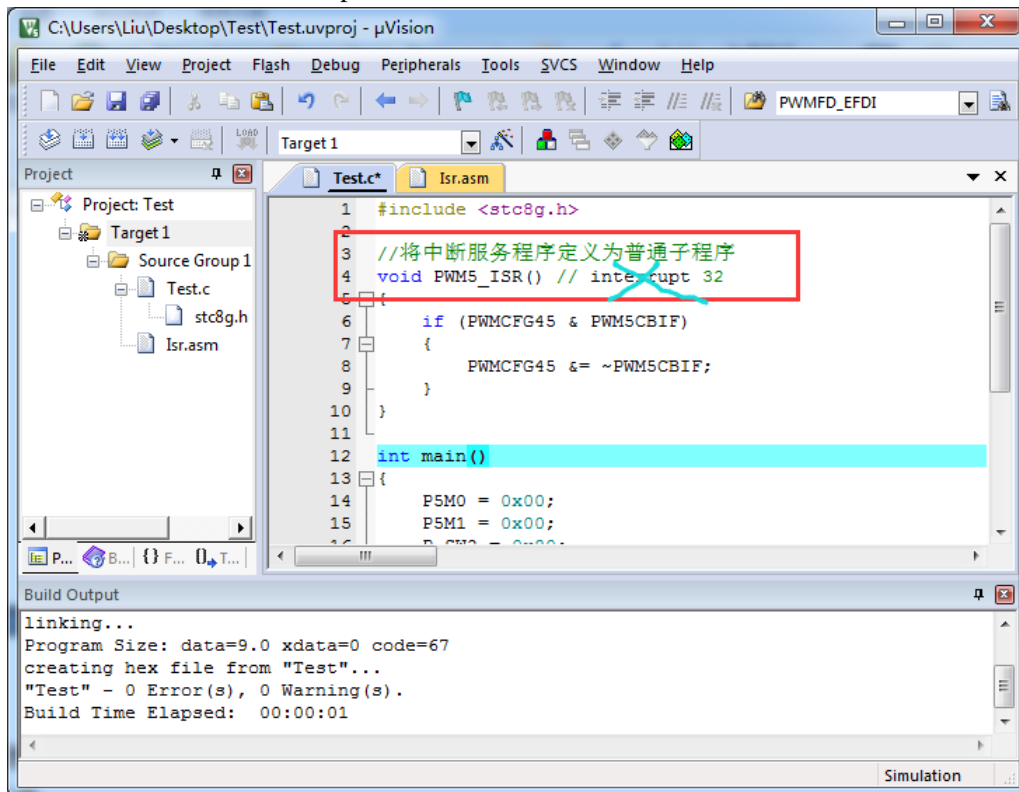 C:\Users\Liu\Desktop\Test\Test.uvproj - µVision
File Edit View Project Flash Debug Peripherals Tools SVCS Window Help
LOAD
PWMFD_EFDI
Target 1
Project
Test.c* Isr.asm
Project: Test
Target 1
Source Group 1
Test.c
stc8g.h
Isr.asm
1 #include <stc8g.h>
2
3 //将中断服务程序定义为普通子程序
4 void PWM5_ISR() // interrupt 32
5 {
6 if (PWMCFG45 & PWM5CBIF)
7 {
8 PWMCFG45 &= ~PWM5CBIF;
9 }
10 }
11
12 int main()
13 {
14 P5M0 = 0x00;
15 P5M1 = 0x00;
P... B... {} F... T...
Build Output
linking...
Program Size: data=9.0 xdata=0 code=67
creating hex file from "Test"...
"Test" - 0 Error(s), 0 Warning(s).
Build Time Elapsed: 00:00:01
Simulation